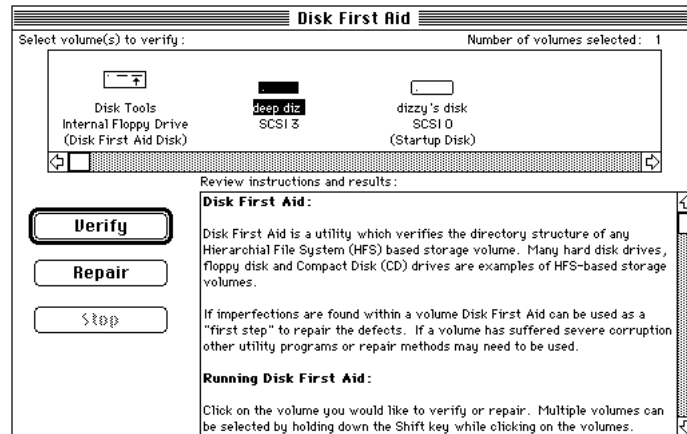 Disk First Aid
Select volume(s) to verify:
Number of volumes selected: 1
Disk Tools
Internal Floppy Drive
(Disk First Aid Disk)
deep diz
SCSI 3
dizzy's disk
SCSI 0
(Startup Disk)
Review instructions and results:
Verify
Repair
Stop
Disk First Aid:
Disk First Aid is a utility which verifies the directory structure of any
Hierarchial File System (HFS) based storage volume. Many hard disk drives,
floppy disk and Compact Disk (CD) drives are examples of HFS-based storage
volumes.
If imperfections are found within a volume Disk First Aid can be used as a
"first step" to repair the defects. If a volume has suffered severe corruption
other utility programs or repair methods may need to be used.
Running Disk First Aid:
Click on the volume you would like to verify or repair. Multiple volumes can
be selected by holding down the Shift key while clicking on the volumes.